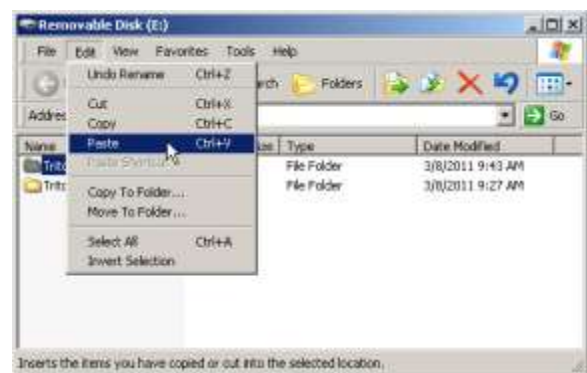 Removable Disk (E:)
File Edit View Favorites Tools Help
Undo Rename Ctrl+Z
Folders
Cut Ctrl+X
Copy Ctrl+C
Paste Ctrl+V
Paste Shortcut
Copy To Folder...
Move To Folder...
Select All Ctrl+A
Invert Selection
Addres
Go
Name Type Date Modified
Trito File Folder 3/8/2011 9:43 AM
Trito File Folder 3/8/2011 9:27 AM
Inserts the items you have copied or cut into the selected location.